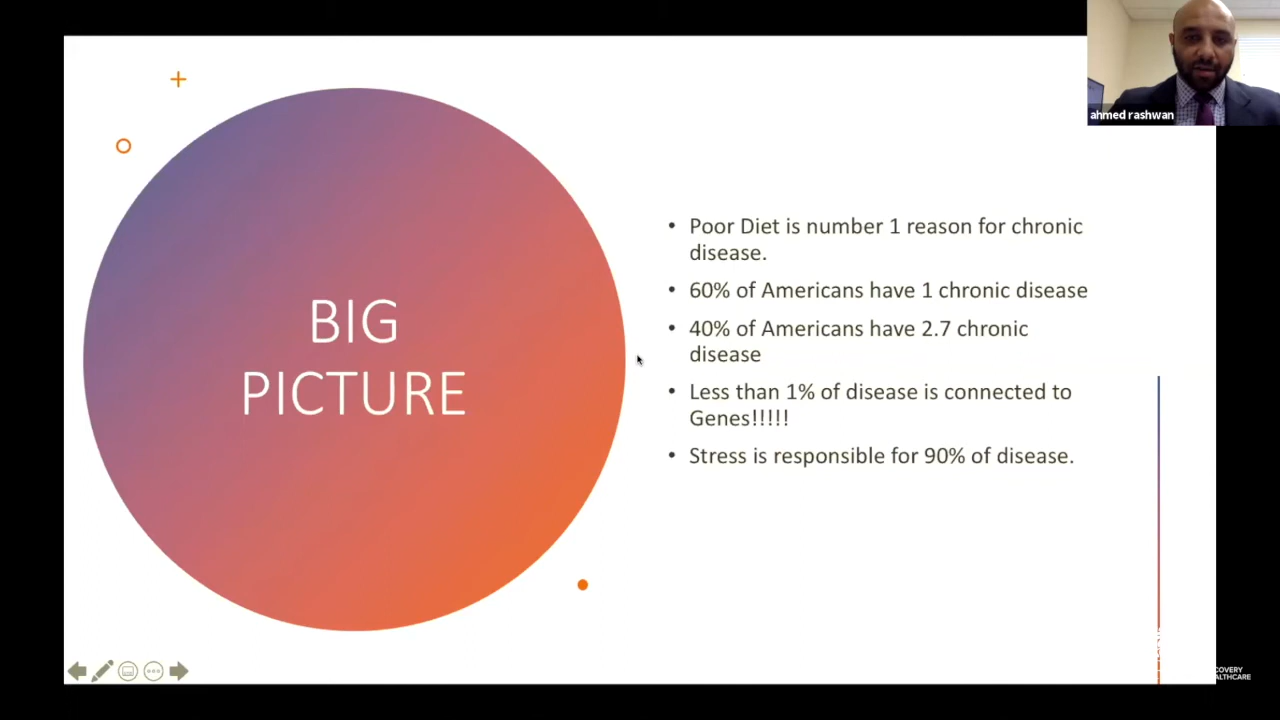 ahmed rashwan
BIG
PICTURE
• Poor Diet is number 1 reason for chronic
disease.
• 60% of Americans have 1 chronic disease
• 40% of Americans have 2.7 chronic
disease
• Less than 1% of disease is connected to
Genes!!!!!
• Stress is responsible for 90% of disease.
COVERY
ALTHCARE